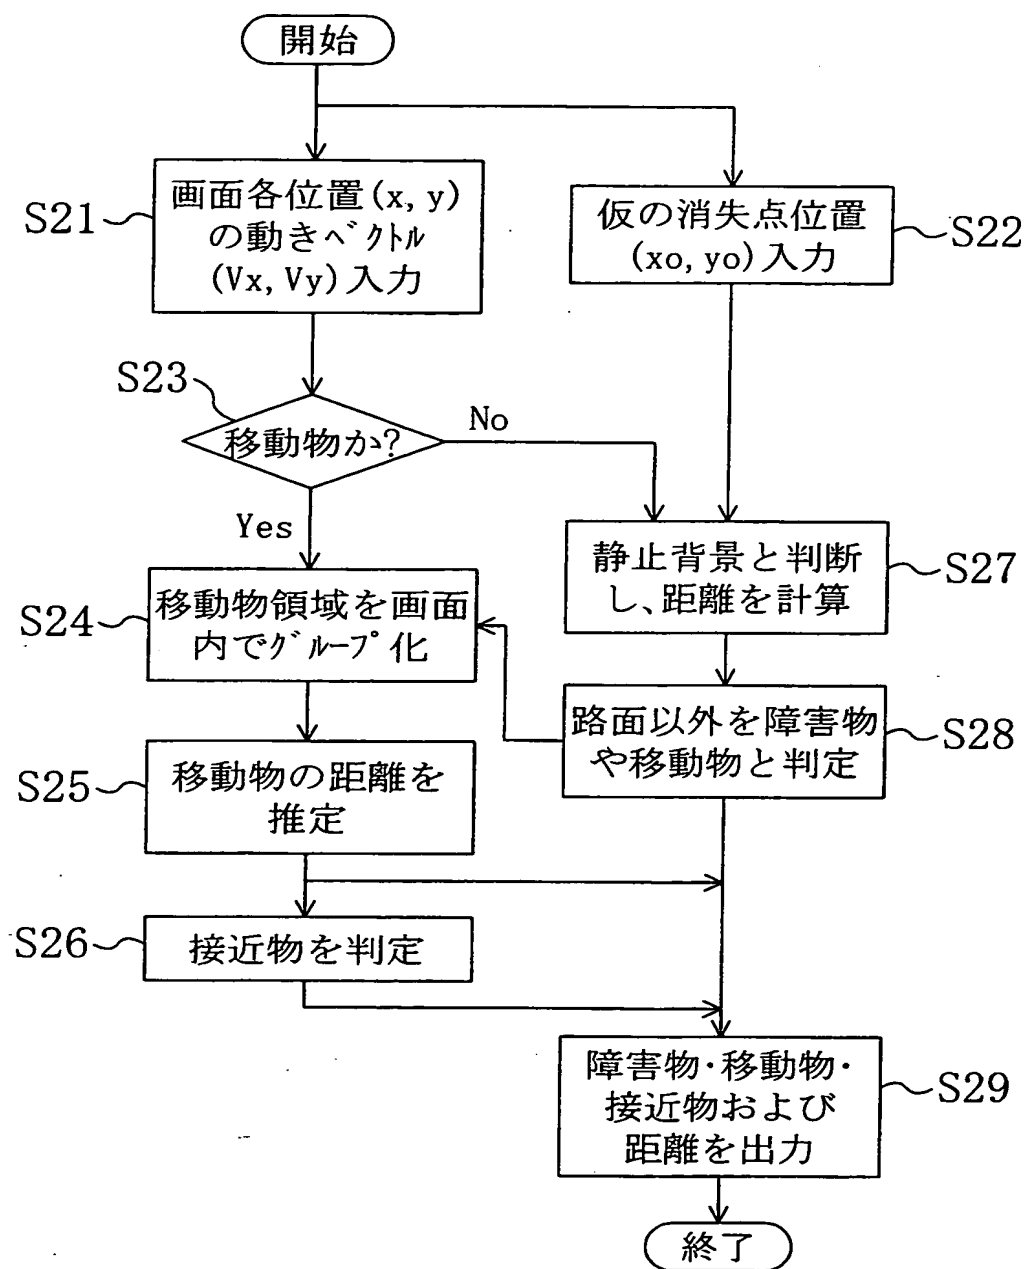 開始
S21
画面各位置(x, y)
の動きﾍﾞｸﾄﾙ
(Vx, Vy)入力
仮の消失点位置
(xo, yo)入力
S22
S23
移動物か?
No
Yes
静止背景と判断
し、距離を計算
S27
S24
移動物領域を画面
内でｸﾞﾙｰﾌﾟ化
路面以外を障害物
や移動物と判定
S28
S25
移動物の距離を
推定
S26
接近物を判定
障害物･移動物･
接近物および
距離を出力
S29
終了